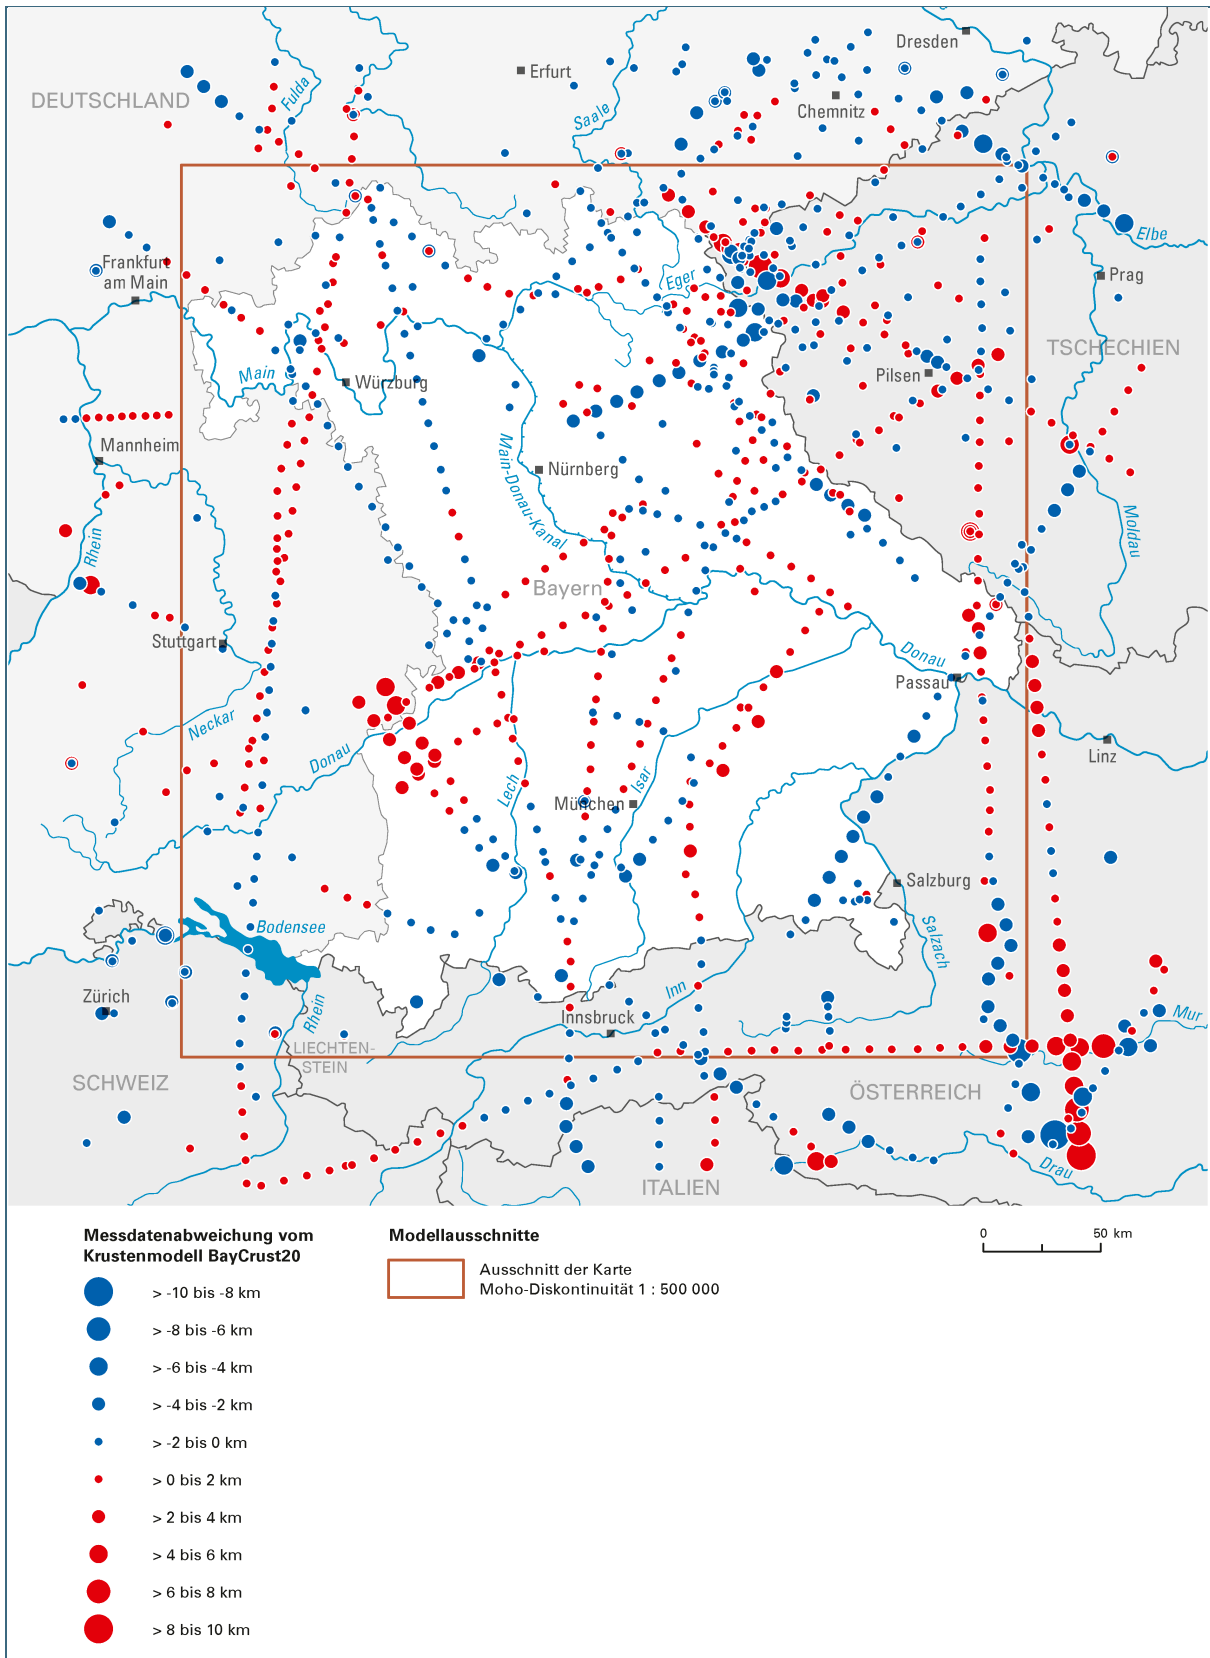 Dresden
Erfurt
DEUTSCHLAND
Fulda
Saale
Chemnitz
Elbe
Frankfurt
am Main
Eger
Prag
TSCHECHIEN
Main
Würzburg
Pilsen
Mannheim
Main-Donau-Kanal
Nürnberg
Rhein
Moldau
Bayern
Stuttgart
Donau
Passau
Neckar
Donau
Linz
Lech
München
Isar
Salzburg
Bodensee
Salzach
Zürich
Rhein
Inn
Innsbruck
Mur
LIECHTEN-
STEIN
SCHWEIZ
ÖSTERREICH
Drau
ITALIEN
Messdatenabweichung vom
Krustenmodell BayCrust20
> -10 bis -8 km
> -8 bis -6 km
> -6 bis -4 km
> -4 bis -2 km
> -2 bis 0 km
> 0 bis 2 km
> 2 bis 4 km
> 4 bis 6 km
> 6 bis 8 km
> 8 bis 10 km
Modellausschnitte
Ausschnitt der Karte
Moho-Diskontinuität 1 : 500 000
0 50 km